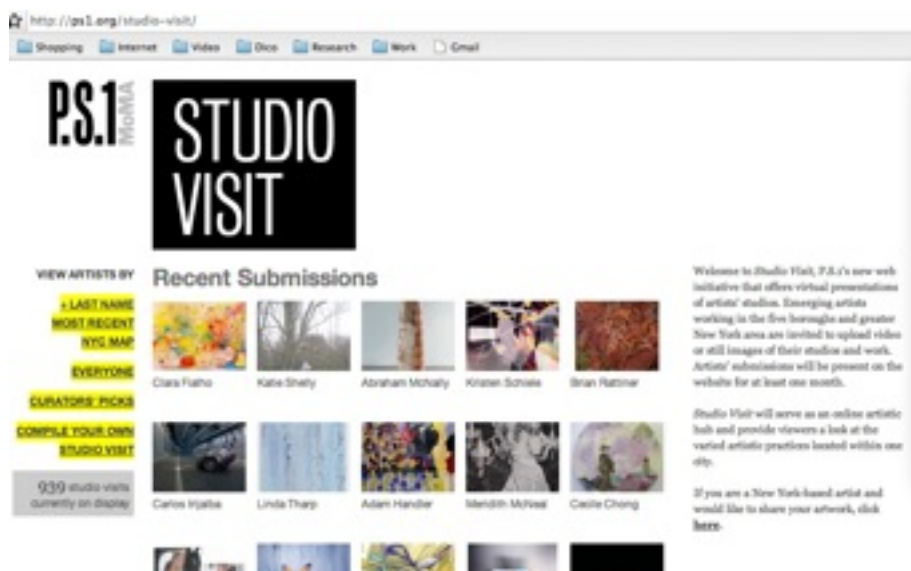 http://ps1.org/studio-visit/
Shopping Internet Video Dico Research Work Gmail
P.S.1 MoMA
STUDIO
VISIT
VIEW ARTISTS BY
+ LAST NAME
MOST RECENT
NYC MAP
EVERYONE
CURATORS' PICKS
COMPILE YOUR OWN
STUDIO VISIT
939 studio visits
currently on display
Recent Submissions
Clara Fialho Katie Shelly Abraham McNally Kristen Schiele Brian Rattiner
Carlos Irijalba Linda Tharp Adam Handler Meridith McNeal Cecile Chong
Welcome to Studio Visit, P.S.1's new web
initiative that offers virtual presentations
of artists' studios. Emerging artists
working in the five boroughs and greater
New York area are invited to upload video
or still images of their studios and work.
Artists' submissions will be present on the
website for at least one month.
Studio Visit will serve as an online artistic
hub and provide viewers a look at the
varied artistic practices located within one
city.
If you are a New York-based artist and
would like to share your artwork, click
here.